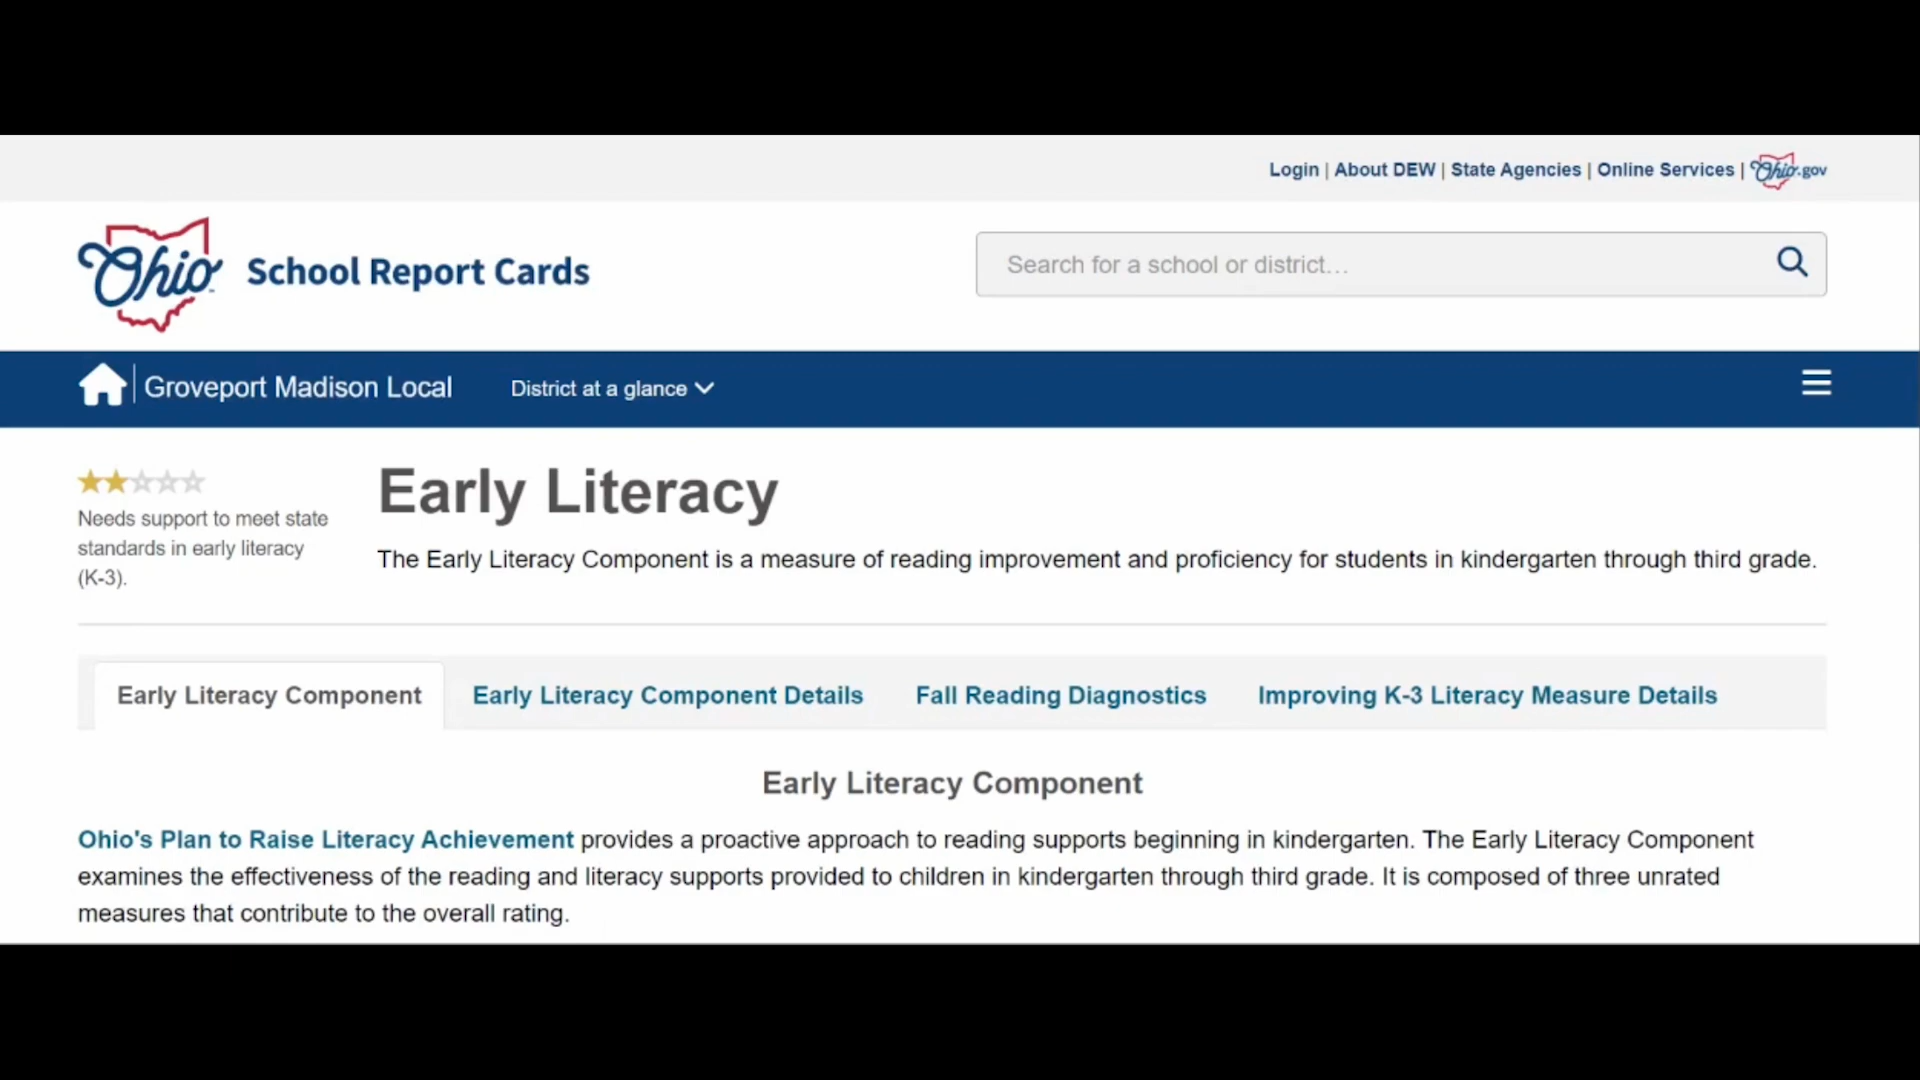 Login | About DEW | State Agencies | Online Services | Ohio.gov
Ohio School Report Cards
Search for a school or district…
Groveport Madison Local District at a glance
Early Literacy
Needs support to meet state
standards in early literacy
(K-3).
The Early Literacy Component is a measure of reading improvement and proficiency for students in kindergarten through third grade.
Early Literacy Component Early Literacy Component Details Fall Reading Diagnostics Improving K-3 Literacy Measure Details
Early Literacy Component
Ohio's Plan to Raise Literacy Achievement provides a proactive approach to reading supports beginning in kindergarten. The Early Literacy Component
examines the effectiveness of the reading and literacy supports provided to children in kindergarten through third grade. It is composed of three unrated
measures that contribute to the overall rating.